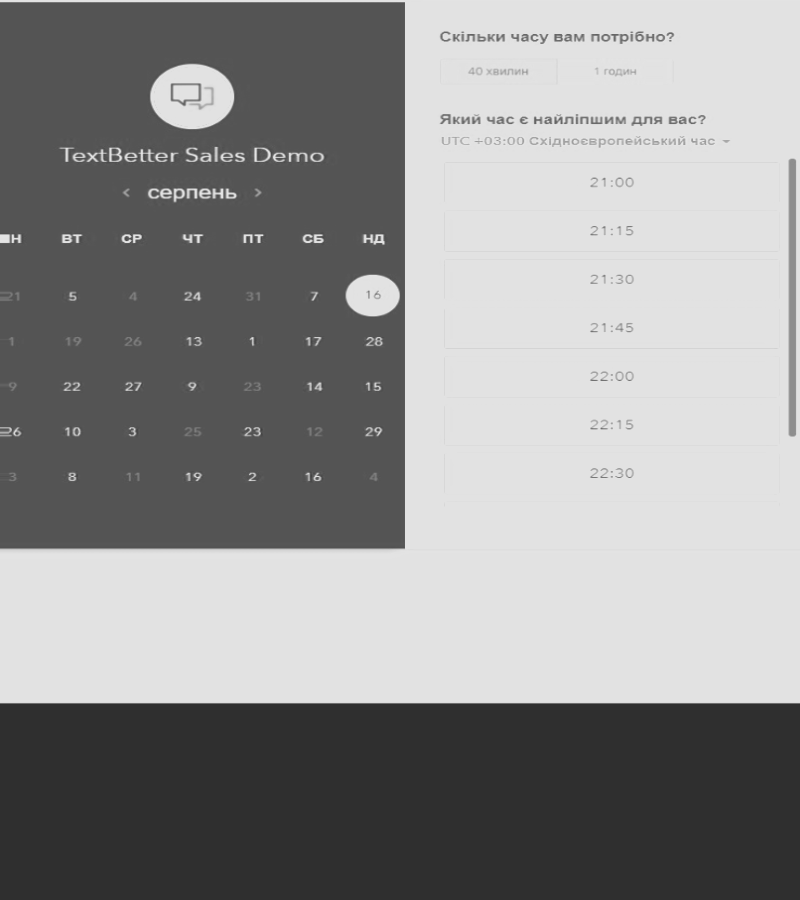 TextBetter Sales Demo
серпень
ВТ СР ЧТ ПТ СБ НД
21 5 4 24 31 7 16
1 19 26 13 1 17 28
9 22 27 9 23 14 15
26 10 3 25 23 12 29
3 8 11 19 2 16 4
Скільки часу вам потрібно?
40 хвилин 1 годин
Який час є найліпшим для вас?
UTC +03:00 Східноєвропейський час
21:00
21:15
21:30
21:45
22:00
22:15
22:30